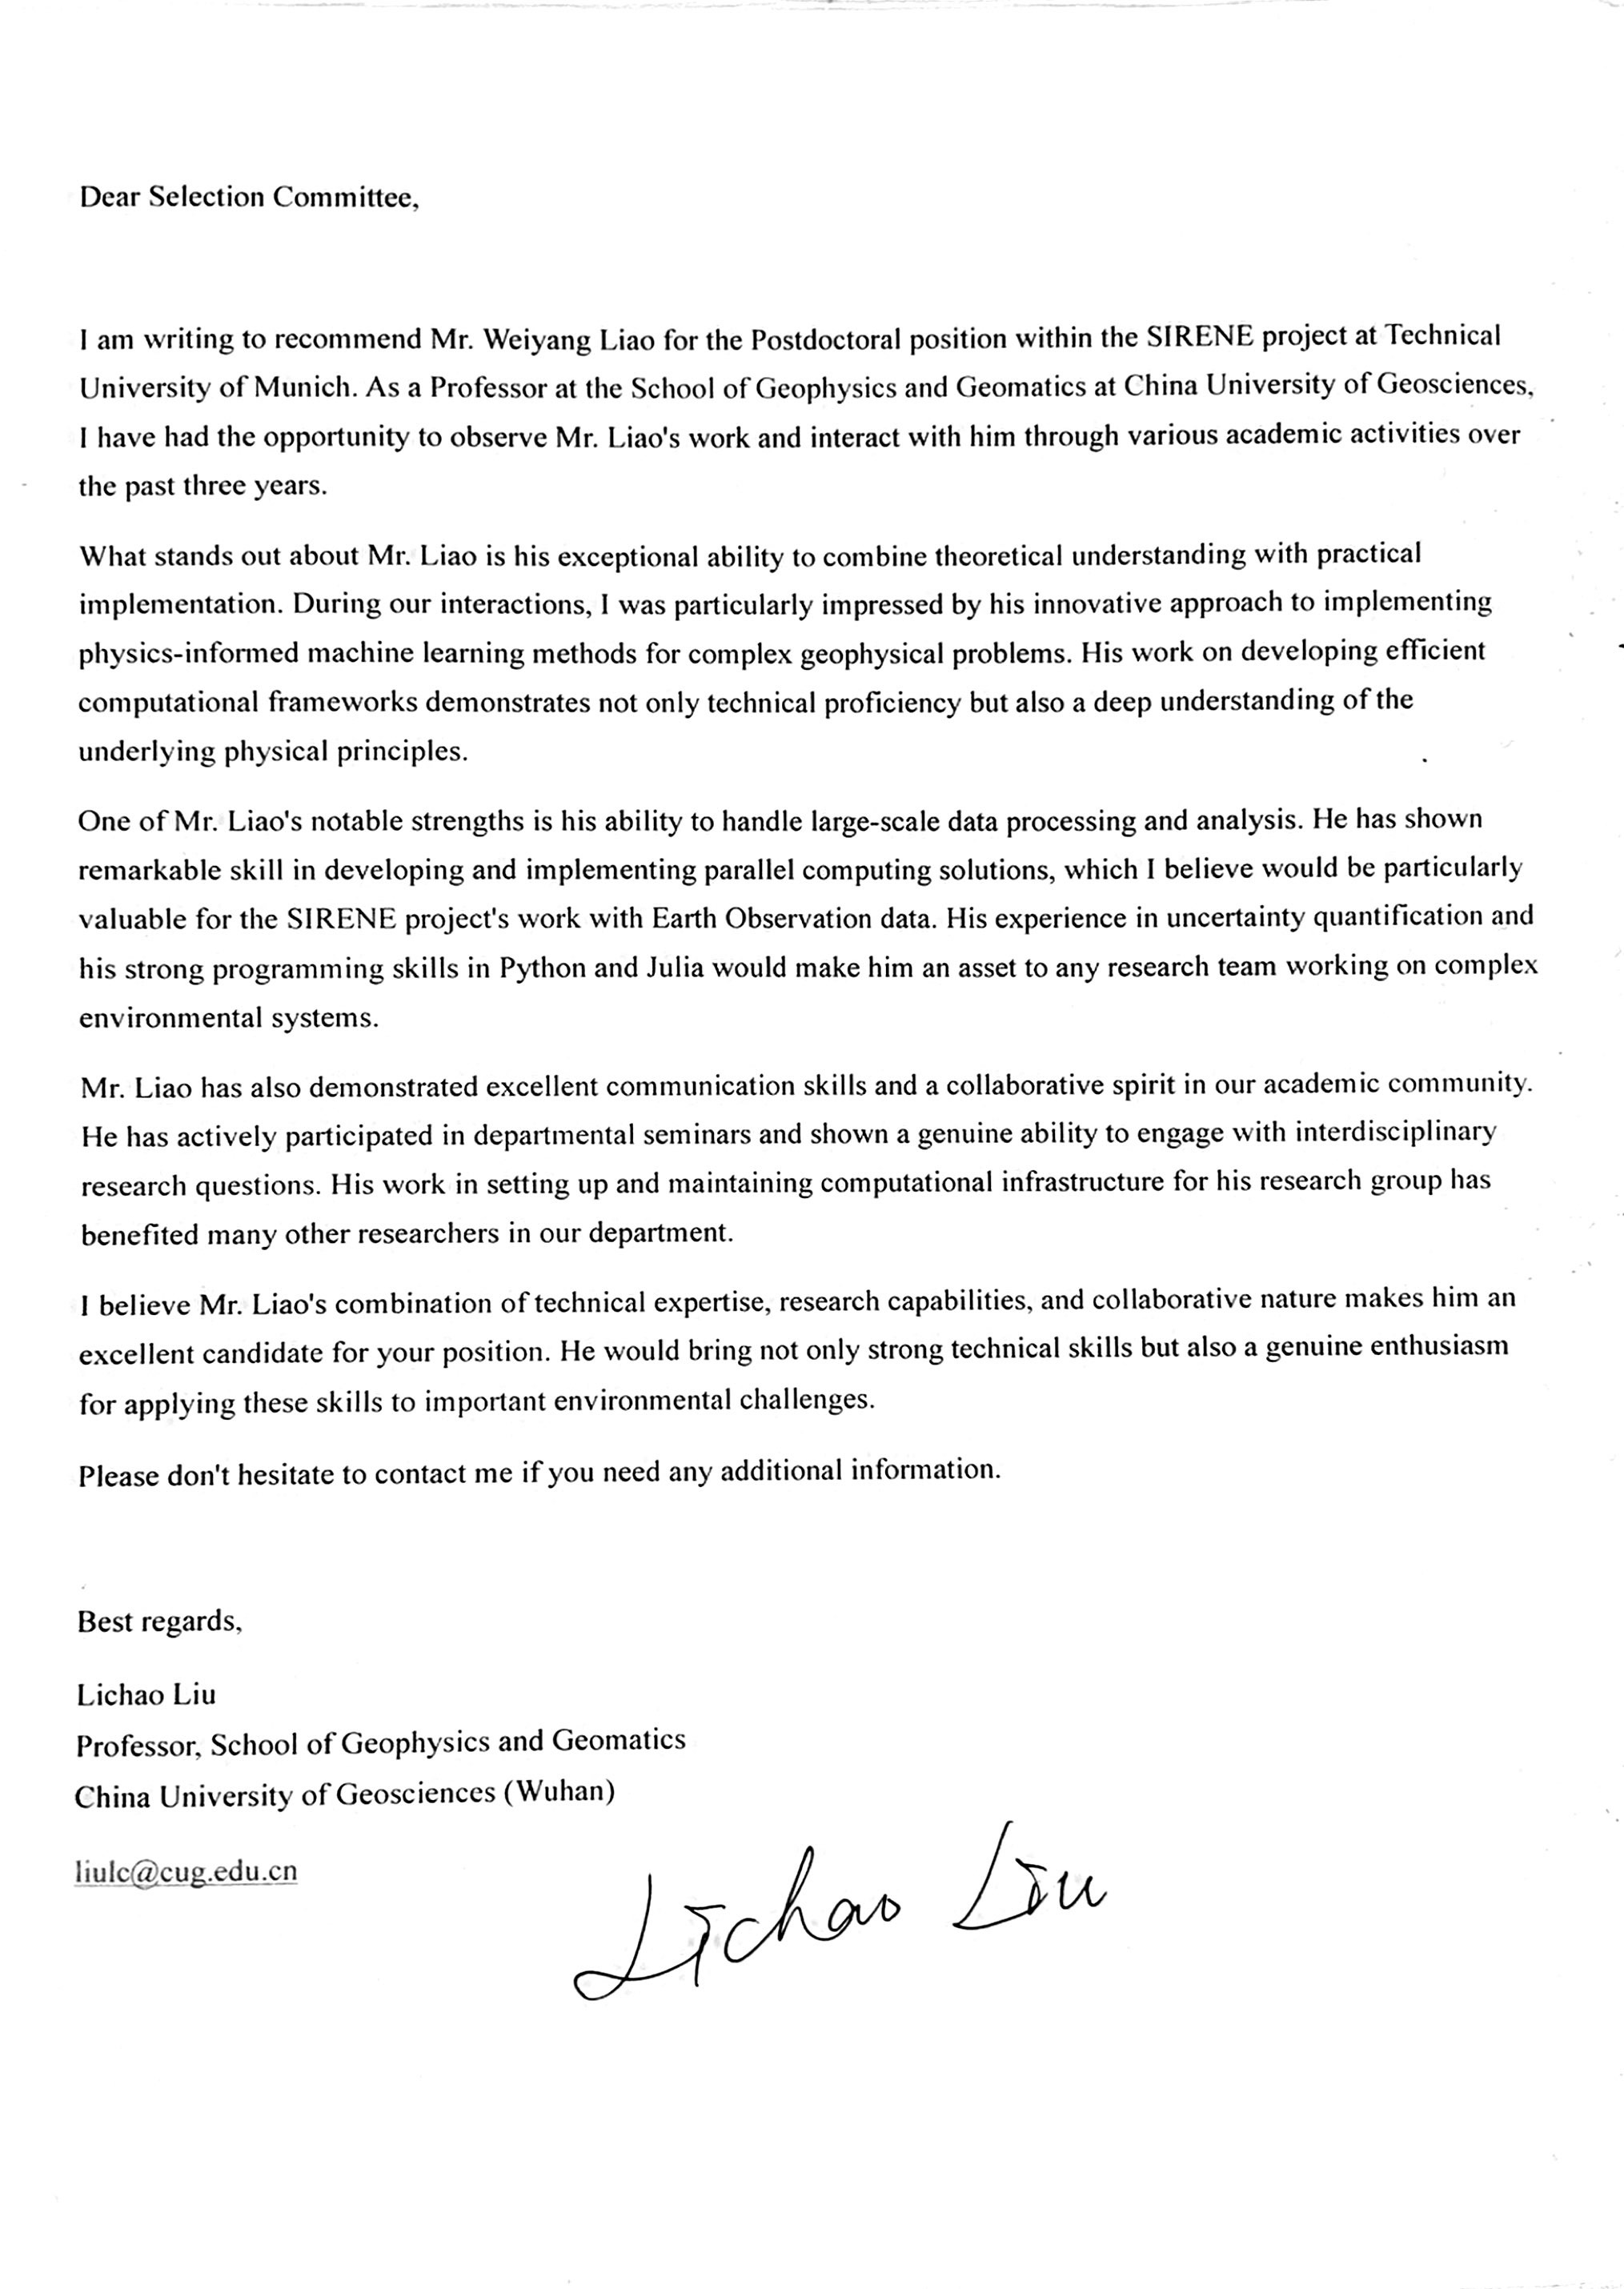 Dear Selection Committee,
I am writing to recommend Mr. Weiyang Liao for the Postdoctoral position within the SIRENE project at Technical
University of Munich. As a Professor at the School of Geophysics and Geomatics at China University of Geosciences,
I have had the opportunity to observe Mr. Liao's work and interact with him through various academic activities over
the past three years.
What stands out about Mr. Liao is his exceptional ability to combine theoretical understanding with practical
implementation. During our interactions, I was particularly impressed by his innovative approach to implementing
physics-informed machine learning methods for complex geophysical problems. His work on developing efficient
computational frameworks demonstrates not only technical proficiency but also a deep understanding of the
underlying physical principles.
One of Mr. Liao's notable strengths is his ability to handle large-scale data processing and analysis. He has shown
remarkable skill in developing and implementing parallel computing solutions, which I believe would be particularly
valuable for the SIRENE project's work with Earth Observation data. His experience in uncertainty quantification and
his strong programming skills in Python and Julia would make him an asset to any research team working on complex
environmental systems.
Mr. Liao has also demonstrated excellent communication skills and a collaborative spirit in our academic community.
He has actively participated in departmental seminars and shown a genuine ability to engage with interdisciplinary
research questions. His work in setting up and maintaining computational infrastructure for his research group has
benefited many other researchers in our department.
I believe Mr. Liao's combination of technical expertise, research capabilities, and collaborative nature makes him an
excellent candidate for your position. He would bring not only strong technical skills but also a genuine enthusiasm
for applying these skills to important environmental challenges.
Please don't hesitate to contact me if you need any additional information.
Best regards,
Lichao Liu
Professor, School of Geophysics and Geomatics
China University of Geosciences (Wuhan)
liulc@cug.edu.cn
Lichao Liu